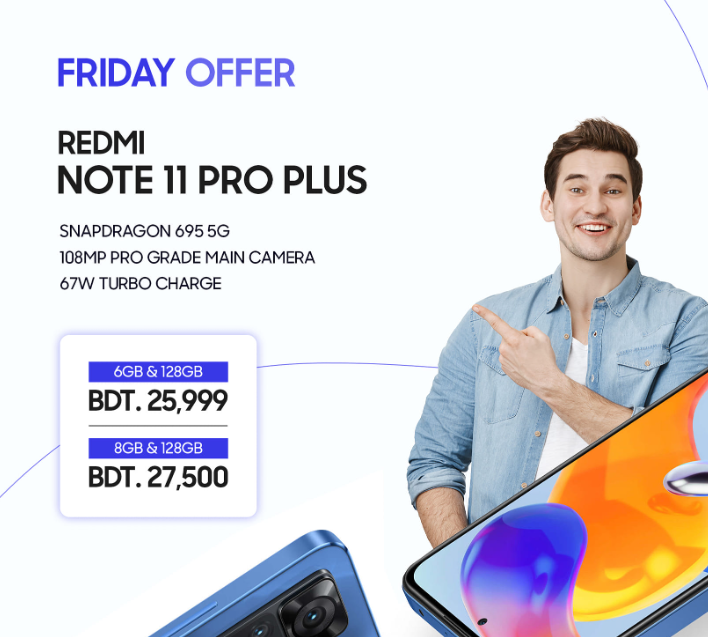 FRIDAY OFFER
REDMI
NOTE 11 PRO PLUS
SNAPDRAGON 695 5G
108MP PRO GRADE MAIN CAMERA
67W TURBO CHARGE
6GB & 128GB
BDT. 25,999
8GB & 128GB
BDT. 27,500